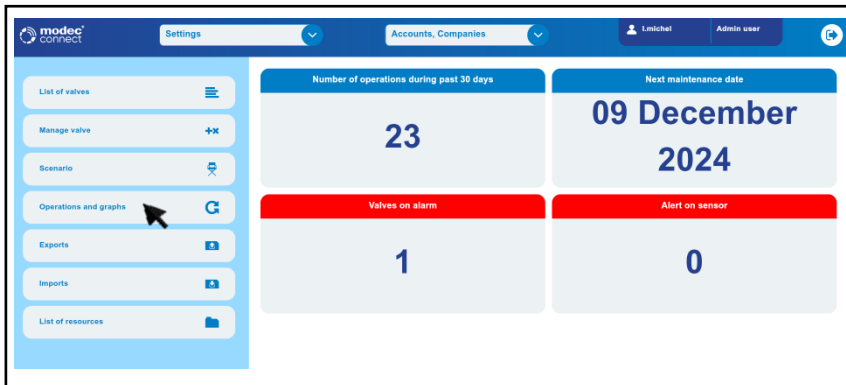 modec
connect
Settings
Accounts, Companies
l.michel
Admin user
List of valves
Manage valve
Scenario
Operations and graphs
Exports
Imports
List of resources
Number of operations during past 30 days
23
Next maintenance date
09 December
2024
Valves on alarm
1
Alert on sensor
0